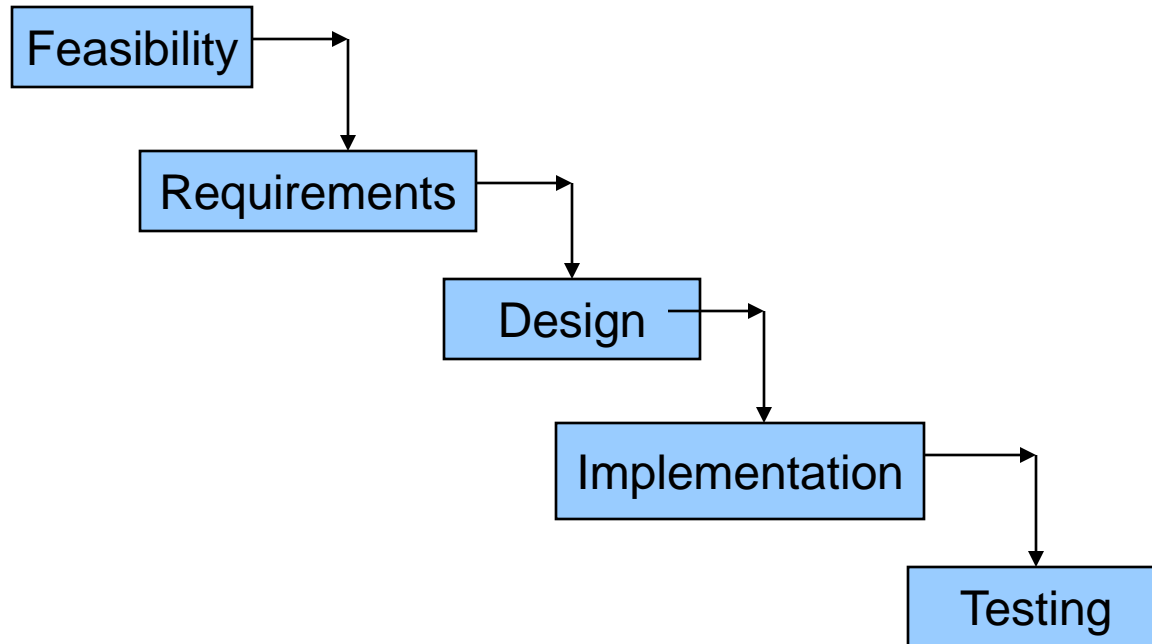 Feasibility
Requirements
Design
Implementation
Testing